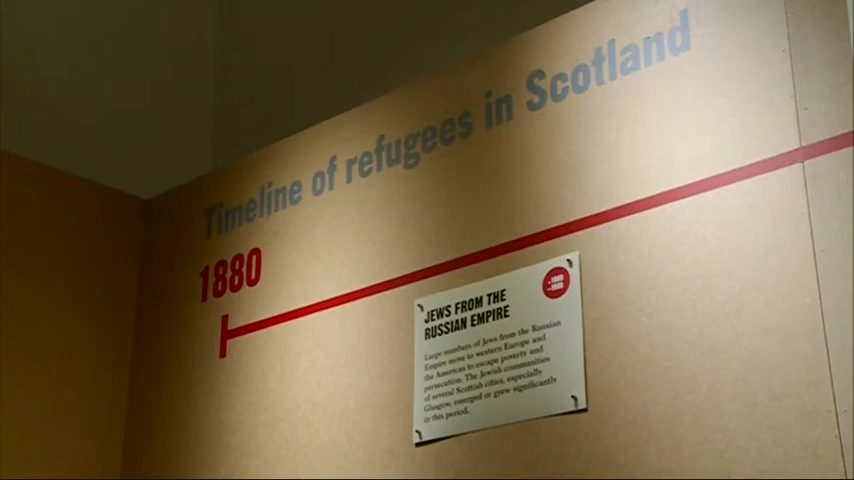 Timeline of refugees in Scotland
1880
JEWS FROM THE
RUSSIAN EMPIRE
Large numbers of Jews from the Russian
Empire move to western Europe and
the Americas to escape poverty and
persecution. The Jewish communities
of several Scottish cities, especially
Glasgow, emerged or grew significantly
in this period.